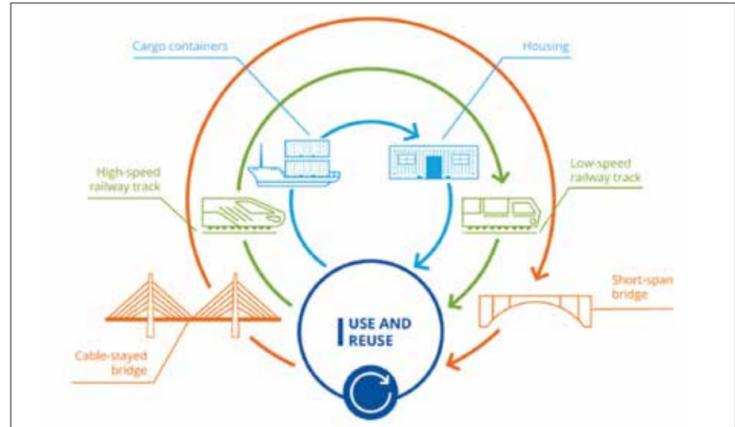 Cargo containers
Housing
High-speed
railway track
Low-speed
railway track
Short-span
bridge
USE AND
REUSE
Cable-stayed
bridge